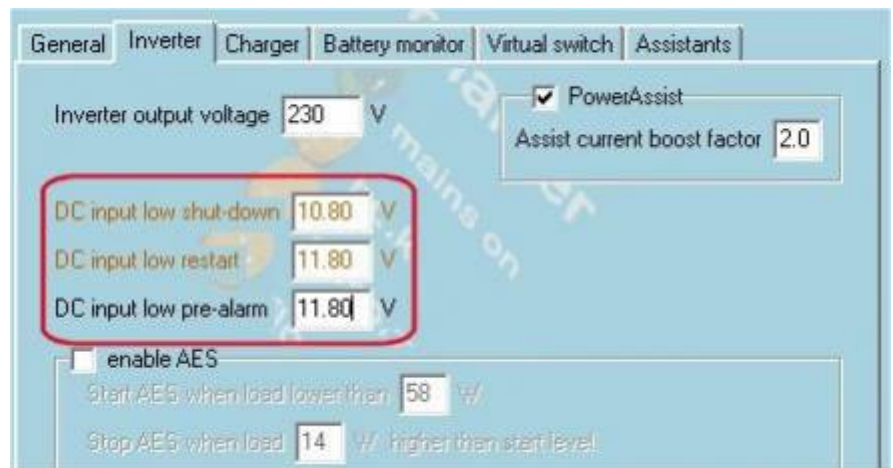 General Inverter Charger Battery monitor Virtual switch Assistants
Inverter output voltage 230 V
PowerAssist
Assist current boost factor 2.0
DC input low shut-down 10.80 V
DC input low restart 11.80 V
DC input low pre-alarm 11.80 V
enable AES
Start AES when load lower than 58 W
Stop AES when load 14 W higher than start level
mains on